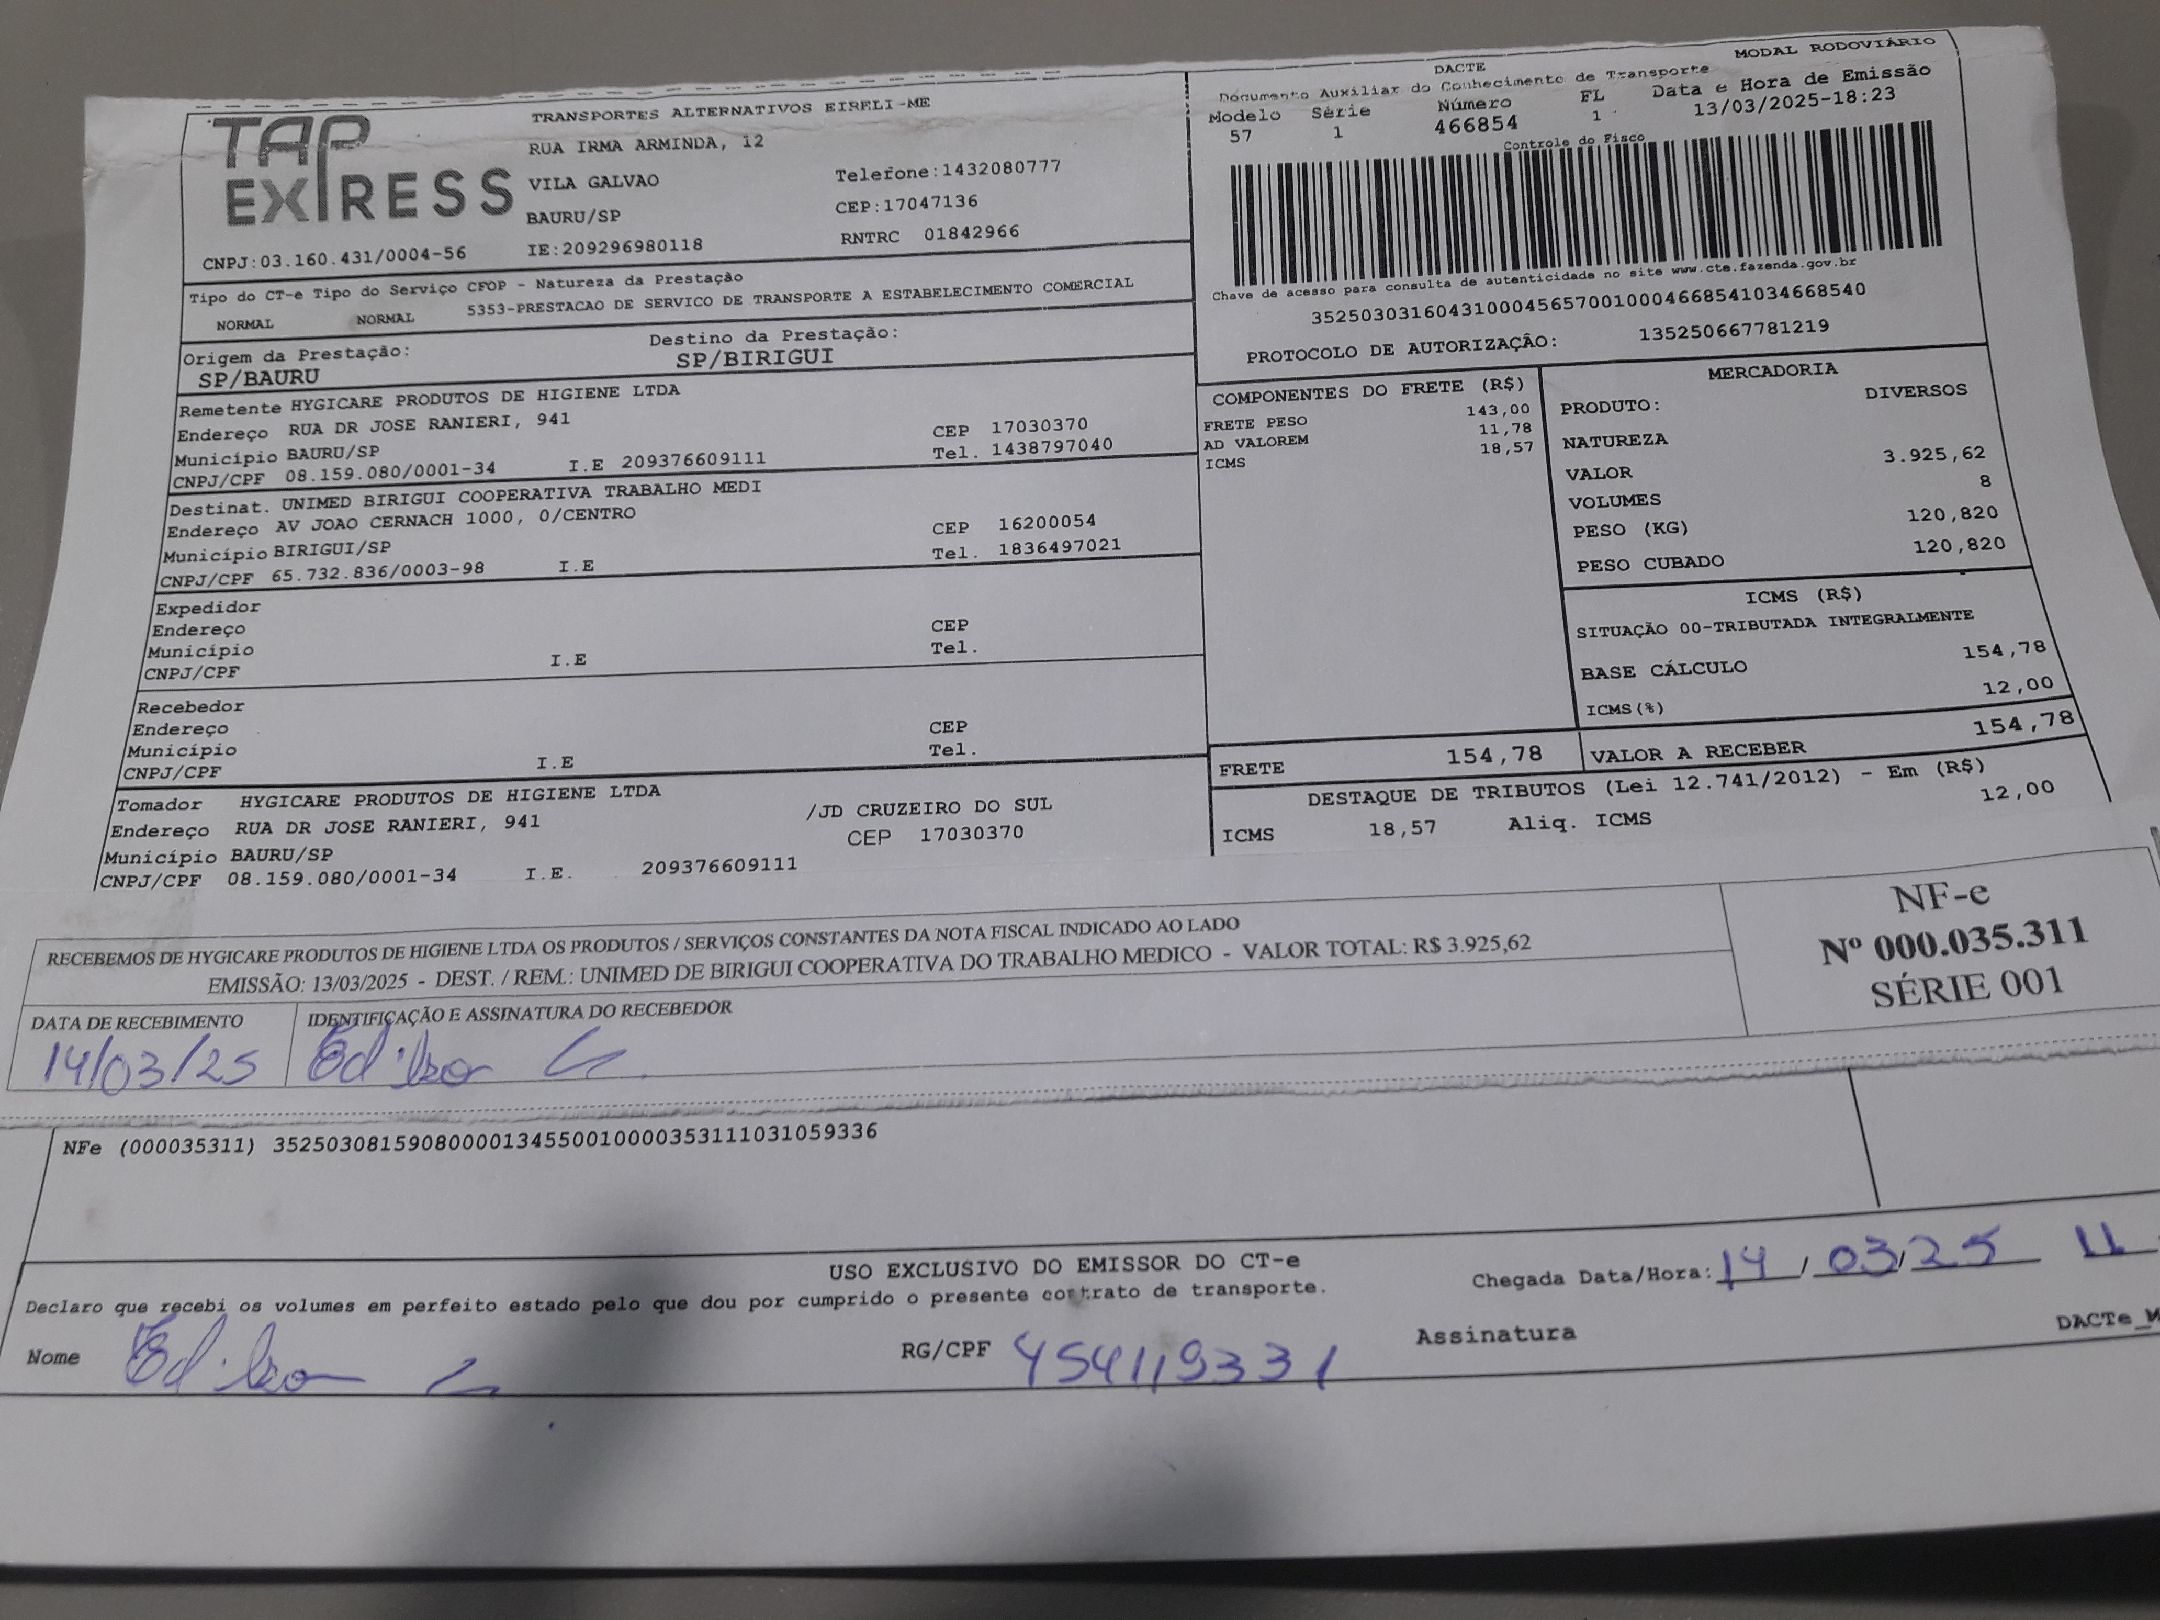 TAP EXPRESS
CNPJ:03.160.431/0004-56
TRANSPORTES ALTERNATIVOS EIRELI-ME
RUA IRMA ARMINDA, 12
VILA GALVAO Telefone:1432080777
BAURU/SP CEP:17047136
IE:209296980118 RNTRC 01842966
DACTE MODAL RODOVIÁRIO
Documento Auxiliar do Conhecimento de Transporte
Modelo Série Número FL Data e Hora de Emissão
57 1 466854 1 13/03/2025-18:23
Controle do Fisco
Chave de acesso para consulta de autenticidade no site www.cte.fazenda.gov.br
35250303160431000456570010004668541034668540
PROTOCOLO DE AUTORIZAÇÃO: 135250667781219
Tipo do CT-e Tipo do Serviço CFOP - Natureza da Prestação
NORMAL NORMAL 5353-PRESTACAO DE SERVICO DE TRANSPORTE A ESTABELECIMENTO COMERCIAL
Origem da Prestação: Destino da Prestação:
SP/BAURU SP/BIRIGUI
Remetente HYGICARE PRODUTOS DE HIGIENE LTDA
Endereço RUA DR JOSE RANIERI, 941 CEP 17030370
Município BAURU/SP Tel. 1438797040
CNPJ/CPF 08.159.080/0001-34 I.E 209376609111
Destinat. UNIMED BIRIGUI COOPERATIVA TRABALHO MEDI
Endereço AV JOAO CERNACH 1000, 0/CENTRO CEP 16200054
Município BIRIGUI/SP Tel. 1836497021
CNPJ/CPF 65.732.836/0003-98 I.E
Expedidor
Endereço CEP
Município Tel.
CNPJ/CPF I.E
Recebedor
Endereço CEP
Município Tel.
CNPJ/CPF I.E
Tomador HYGICARE PRODUTOS DE HIGIENE LTDA
Endereço RUA DR JOSE RANIERI, 941 /JD CRUZEIRO DO SUL
Município BAURU/SP CEP 17030370
CNPJ/CPF 08.159.080/0001-34 I.E. 209376609111
COMPONENTES DO FRETE (R$)
FRETE PESO 143,00
AD VALOREM 11,78
ICMS 18,57
MERCADORIA
PRODUTO: DIVERSOS
NATUREZA
VALOR 3.925,62
VOLUMES 8
PESO (KG) 120,820
PESO CUBADO 120,820
ICMS (R$)
SITUAÇÃO 00-TRIBUTADA INTEGRALMENTE
BASE CÁLCULO 154,78
ICMS(%) 12,00
FRETE 154,78 VALOR A RECEBER 154,78
DESTAQUE DE TRIBUTOS (Lei 12.741/2012) - Em (R$)
ICMS 18,57 Aliq. ICMS 12,00
RECEBEMOS DE HYGICARE PRODUTOS DE HIGIENE LTDA OS PRODUTOS / SERVIÇOS CONSTANTES DA NOTA FISCAL INDICADO AO LADO
EMISSÃO: 13/03/2025 - DEST. / REM.: UNIMED DE BIRIGUI COOPERATIVA DO TRABALHO MEDICO - VALOR TOTAL: R$ 3.925,62
NF-e
Nº 000.035.311
SÉRIE 001
DATA DE RECEBIMENTO IDENTIFICAÇÃO E ASSINATURA DO RECEBEDOR
14/03/25 Edilson
NFe (000035311) 35250308159080000134550010000353111031059336
USO EXCLUSIVO DO EMISSOR DO CT-e
Declaro que recebi os volumes em perfeito estado pelo que dou por cumprido o presente contrato de transporte.
Chegada Data/Hora: 14/03/25 11
Nome Edilson RG/CPF 454119331 Assinatura
DACTe_M